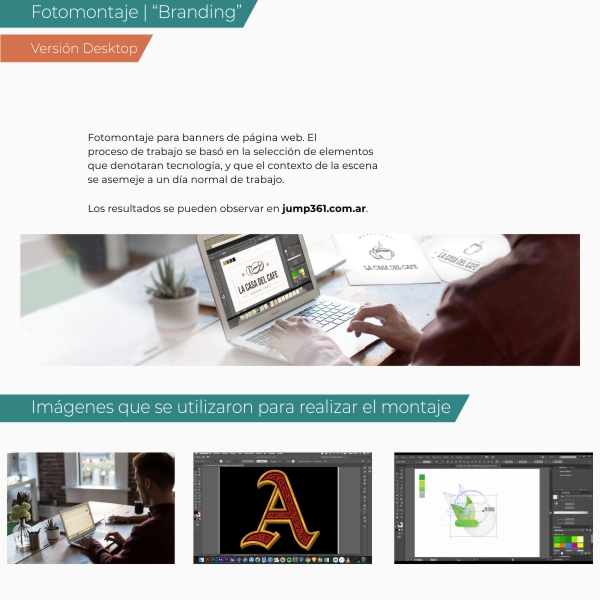 Fotomontaje | “Branding”
Versión Desktop
Fotomontaje para banners de página web. El
proceso de trabajo se basó en la selección de elementos
que denotaran tecnología, y que el contexto de la escena
se asemeje a un día normal de trabajo.
Los resultados se pueden observar en jump361.com.ar.
LA CASA DEL CAFE
LA CASA DEL CAFE
LA CASA DEL CAFE
Imágenes que se utilizaron para realizar el montaje
A